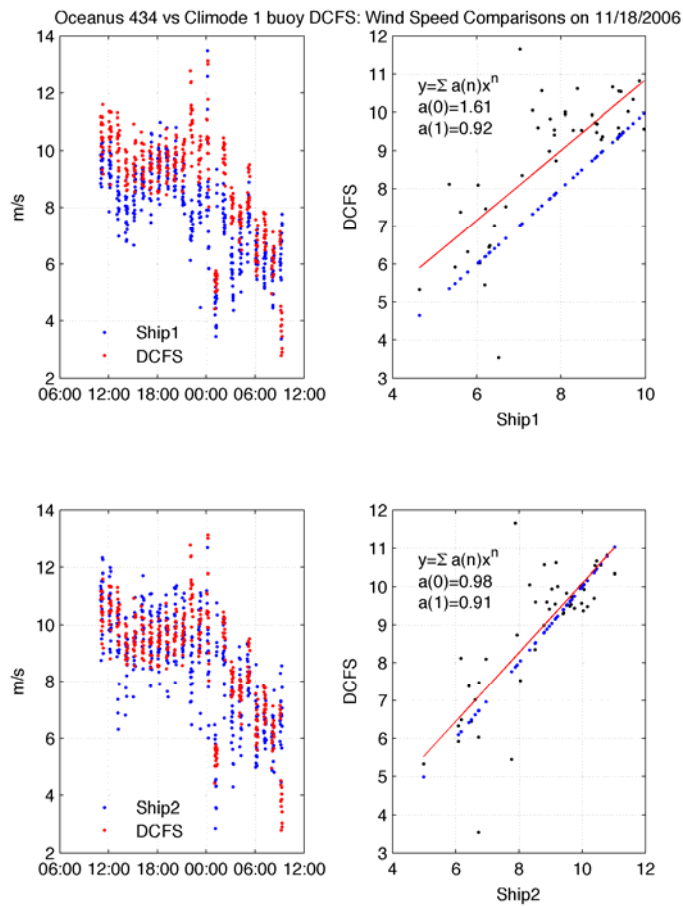 Oceanus 434 vs Climode 1 buoy DCFS: Wind Speed Comparisons on 11/18/2006
14
12
10
8
6
4
2
m/s
Ship1
DCFS
06:00 12:00 18:00 00:00 06:00 12:00
12
11
10
9
8
7
6
5
4
3
DCFS
y=Σ a(n)xⁿ
a(0)=1.61
a(1)=0.92
4 6 8 10
Ship1
14
12
10
8
6
4
2
m/s
Ship2
DCFS
06:00 12:00 18:00 00:00 06:00 12:00
12
11
10
9
8
7
6
5
4
3
DCFS
y=Σ a(n)xⁿ
a(0)=0.98
a(1)=0.91
4 6 8 10 12
Ship2